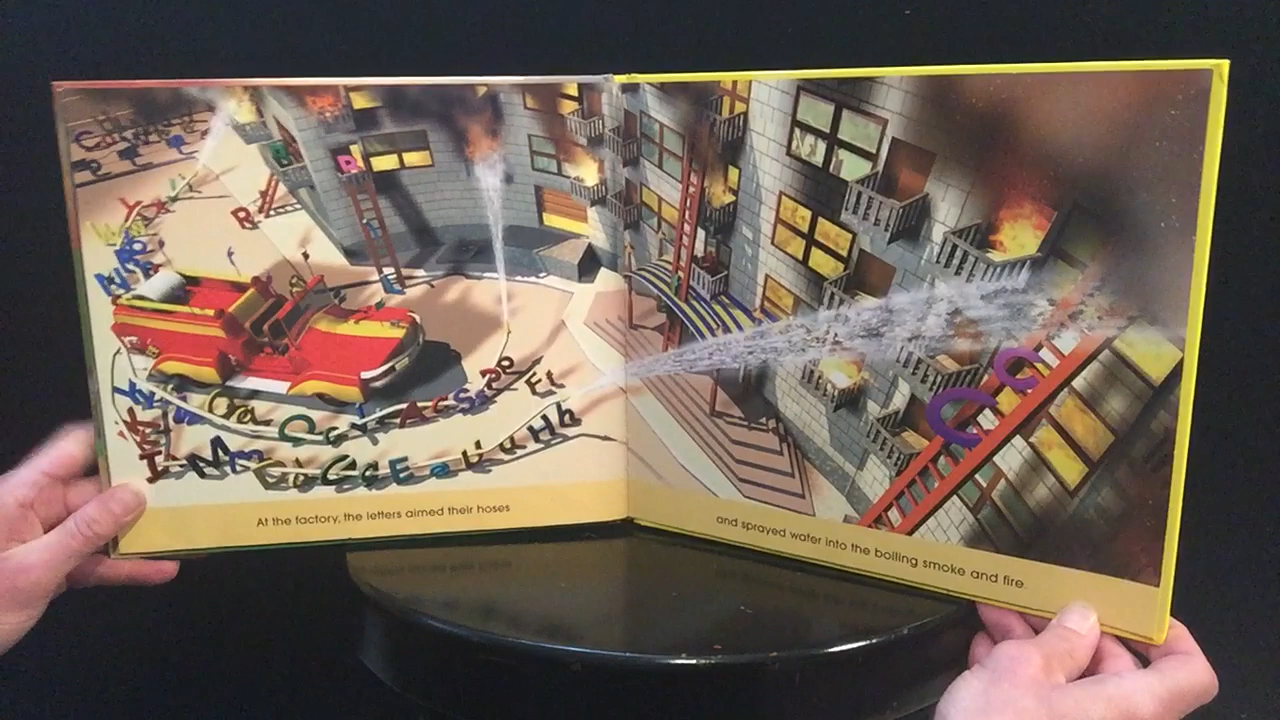 At the factory, the letters aimed their hoses
and sprayed water into the boiling smoke and fire.